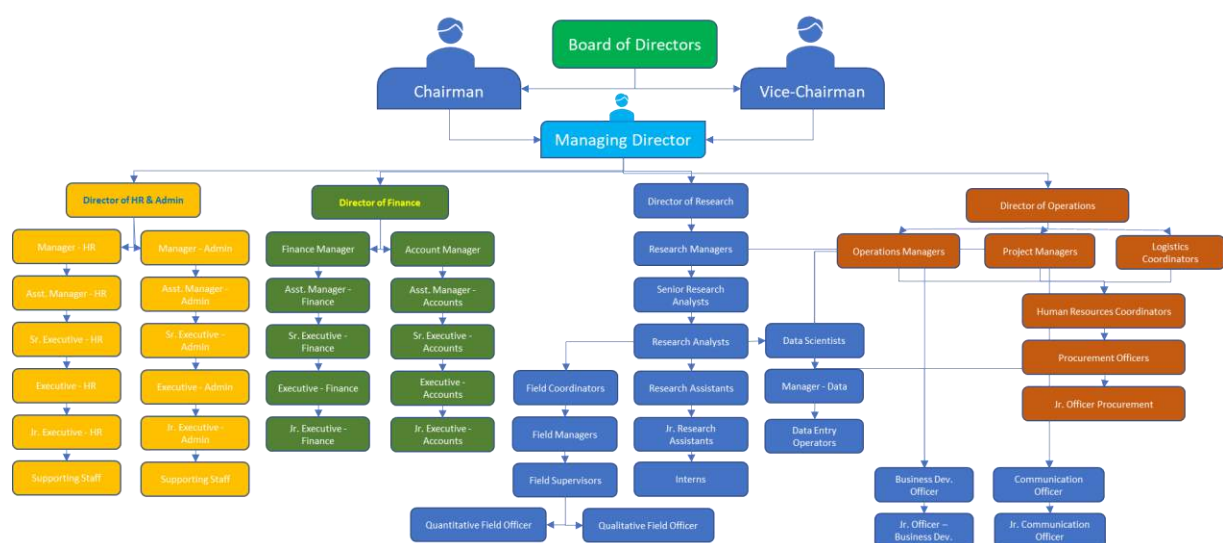 Board of Directors
Chairman
Vice-Chairman
Managing Director
Director of HR & Admin
Director of Finance
Director of Research
Director of Operations
Manager - HR
Manager - Admin
Finance Manager
Account Manager
Research Managers
Operations Managers
Project Managers
Logistics
Coordinators
Asst. Manager - HR
Asst. Manager -
Admin
Asst. Manager -
Finance
Asst. Manager -
Accounts
Senior Research
Analysts
Human Resources Coordinators
Sr. Executive - HR
Sr. Executive -
Admin
Sr. Executive -
Finance
Sr. Executive -
Accounts
Research Analysts
Data Scientists
Procurement Officers
Executive - HR
Executive - Admin
Executive - Finance
Executive -
Accounts
Field Coordinators
Research Assistants
Manager - Data
Jr. Officer Procurement
Jr. Executive - HR
Jr. Executive -
Admin
Jr. Executive -
Finance
Jr. Executive -
Accounts
Field Managers
Jr. Research
Assistants
Data Entry
Operators
Supporting Staff
Supporting Staff
Field Supervisors
Interns
Business Dev.
Officer
Communication
Officer
Quantitative Field Officer
Qualitative Field Officer
Jr. Officer –
Business Dev.
Jr. Communication
Officer